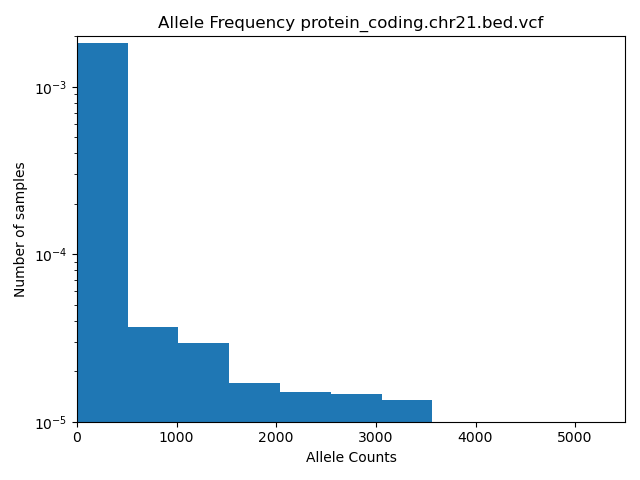 Allele Frequency protein_coding.chr21.bed.vcf
Number of samples
10⁻³
10⁻⁴
10⁻⁵
0 1000 2000 3000 4000 5000
Allele Counts